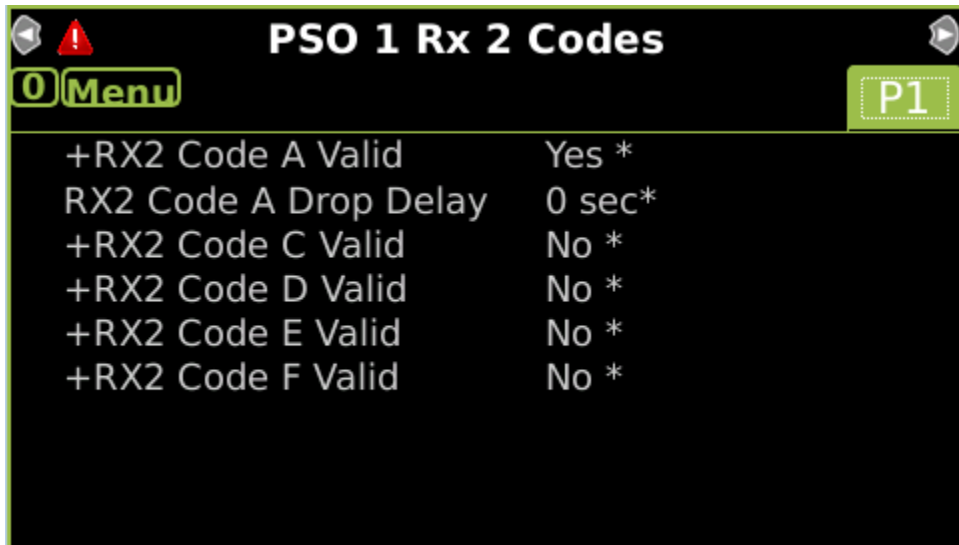 PSO 1 Rx 2 Codes
0 Menu
P1
+RX2 Code A Valid Yes *
RX2 Code A Drop Delay 0 sec*
+RX2 Code C Valid No *
+RX2 Code D Valid No *
+RX2 Code E Valid No *
+RX2 Code F Valid No *